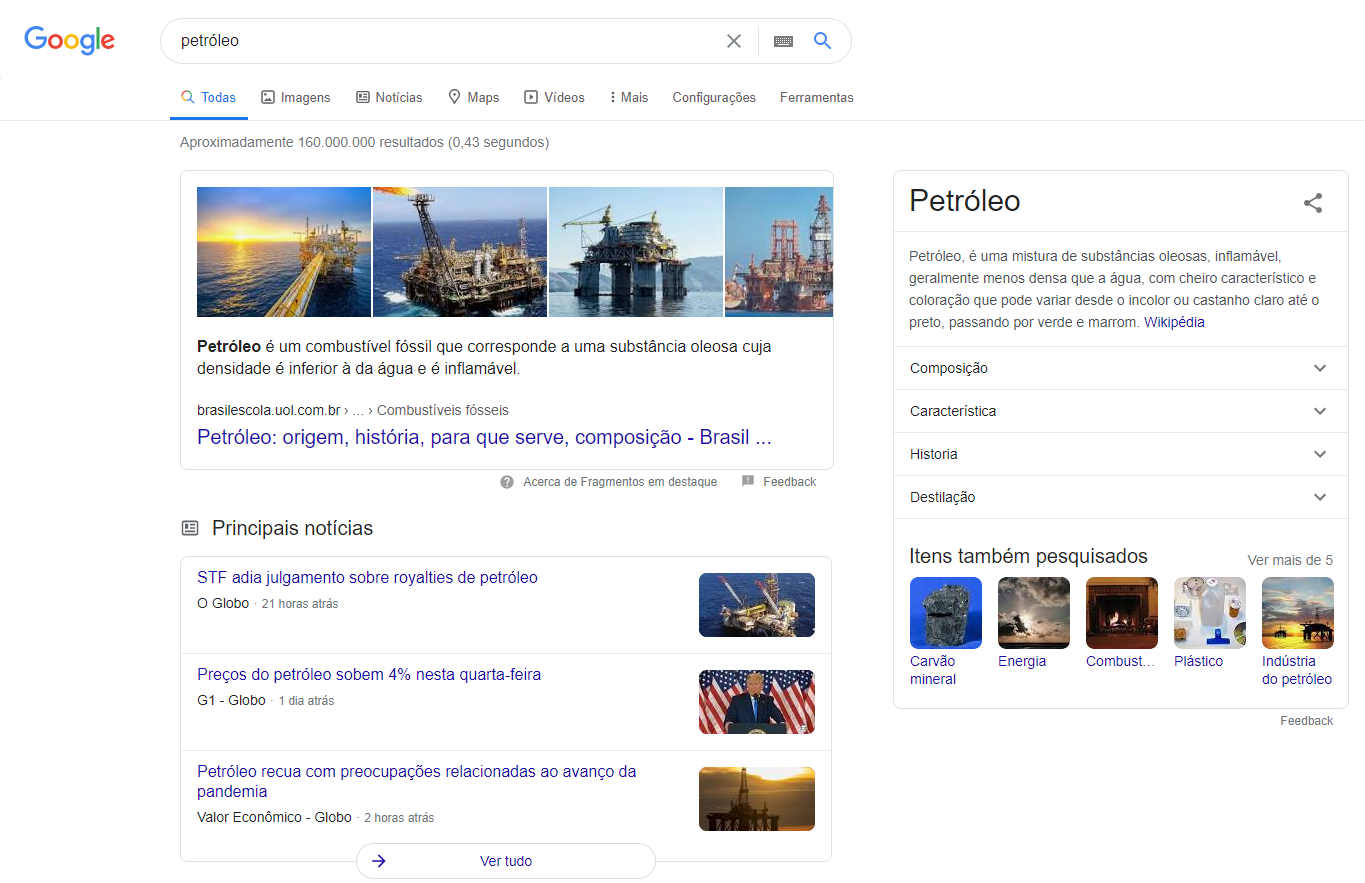 Google
petróleo
Todas
Imagens
Notícias
Maps
Vídeos
Mais
Configurações
Ferramentas
Aproximadamente 160.000.000 resultados (0,43 segundos)
Petróleo é um combustível fóssil que corresponde a uma substância oleosa cuja
densidade é inferior à da água e é inflamável.
brasilescola.uol.com.br › ... › Combustíveis fósseis
Petróleo: origem, história, para que serve, composição - Brasil ...
Acerca de Fragmentos em destaque
Feedback
Principais notícias
STF adia julgamento sobre royalties de petróleo
O Globo · 21 horas atrás
Preços do petróleo sobem 4% nesta quarta-feira
G1 - Globo · 1 dia atrás
Petróleo recua com preocupações relacionadas ao avanço da
pandemia
Valor Econômico - Globo · 2 horas atrás
Ver tudo
Petróleo
Petróleo, é uma mistura de substâncias oleosas, inflamável,
geralmente menos densa que a água, com cheiro característico e
coloração que pode variar desde o incolor ou castanho claro até o
preto, passando por verde e marrom. Wikipédia
Composição
Característica
Historia
Destilação
Itens também pesquisados
Ver mais de 5
Carvão
mineral
Energia
Combust...
Plástico
Indústria
do petróleo
Feedback